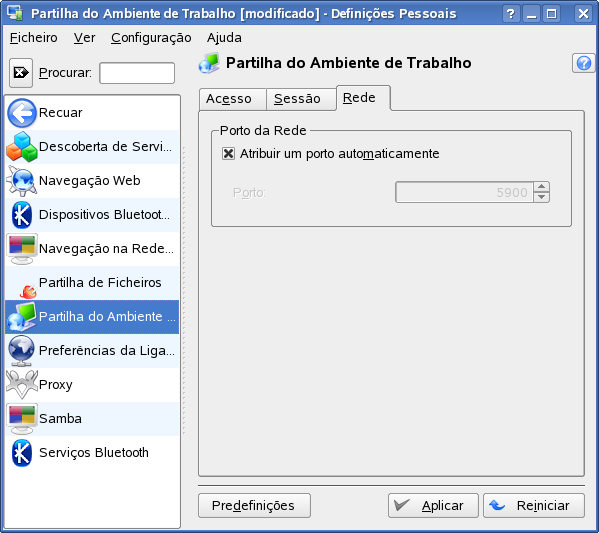 Partilha do Ambiente de Trabalho [modificado] - Definições Pessoais
Ficheiro Ver Configuração Ajuda
Procurar:
Partilha do Ambiente de Trabalho
Recuar
Descoberta de Servi...
Navegação Web
Dispositivos Bluetoot...
Navegação na Rede...
Partilha de Ficheiros
Partilha do Ambiente ...
Preferências da Liga...
Proxy
Samba
Serviços Bluetooth
Acesso Sessão Rede
Porto da Rede
Atribuir um porto automaticamente
Porto: 5900
Predefinições Aplicar Reiniciar